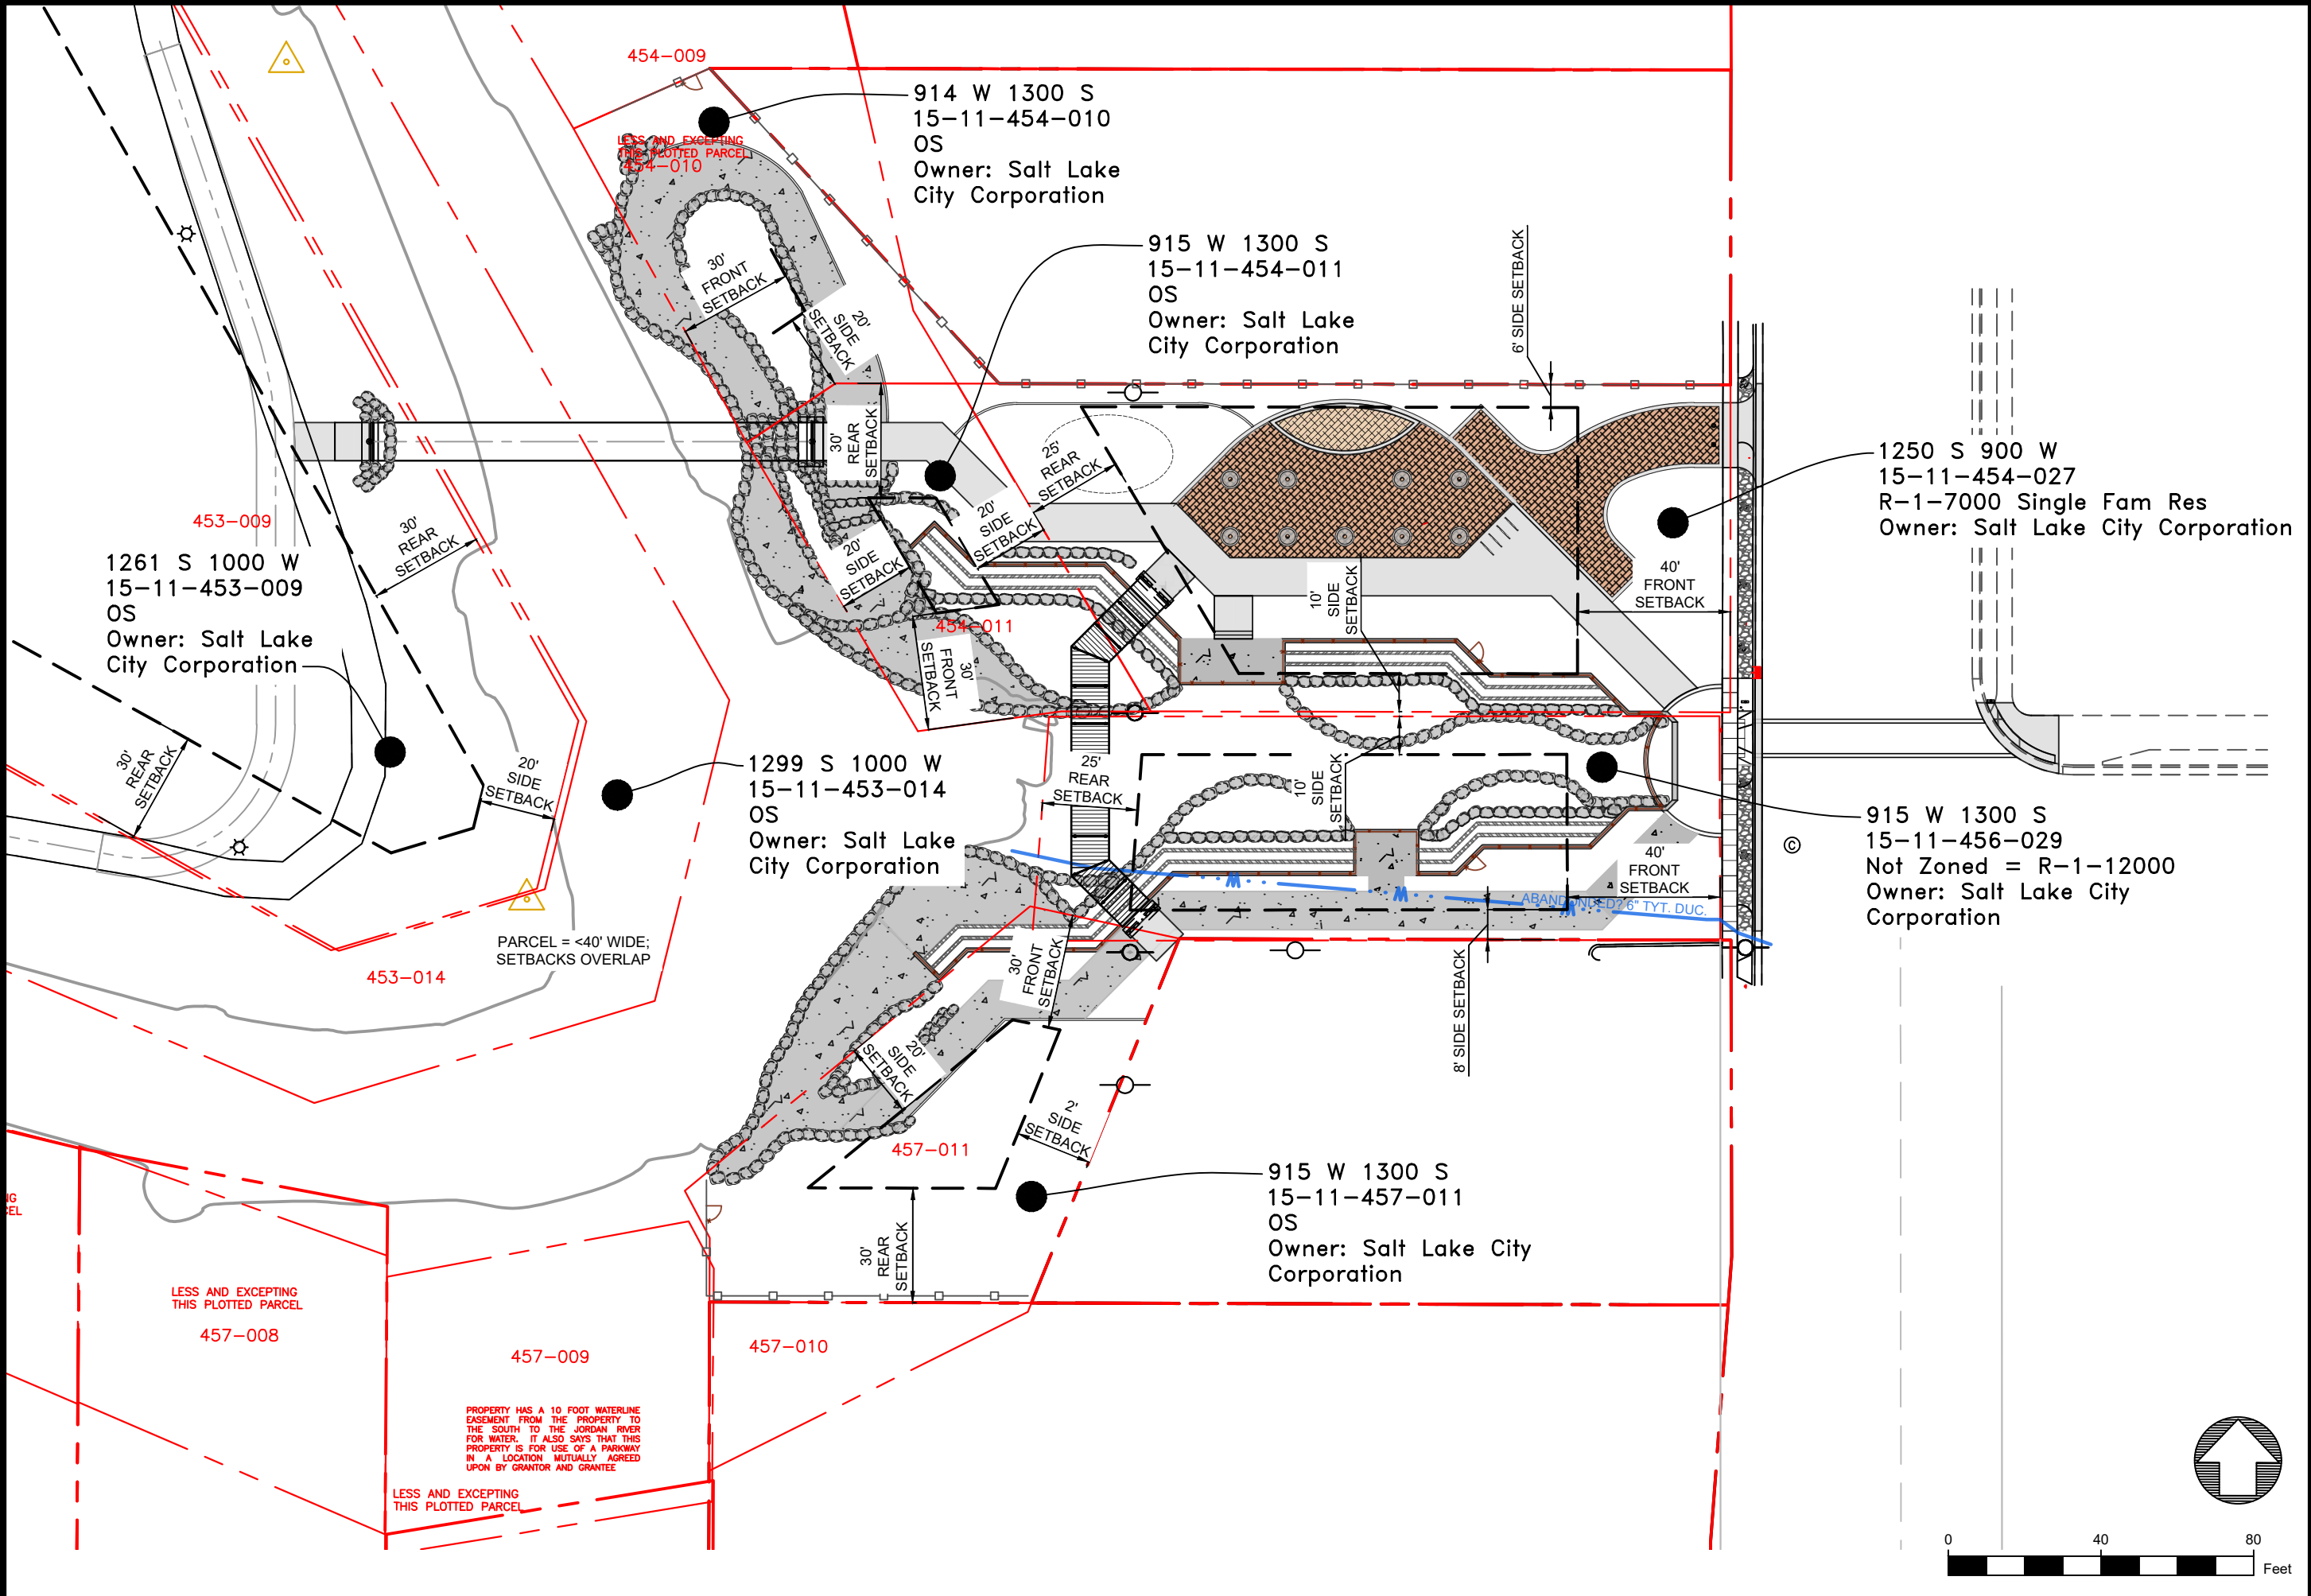 454-009
914 W 1300 S
15-11-454-010
OS
Owner: Salt Lake
City Corporation
LESS AND EXCEPTING
THIS PLOTTED PARCEL
454-010
915 W 1300 S
15-11-454-011
OS
Owner: Salt Lake
City Corporation
6' SIDE SETBACK
30'
FRONT
SETBACK
20'
SIDE
SETBACK
30'
REAR
SETBACK
25'
REAR
SETBACK
1250 S 900 W
15-11-454-027
R-1-7000 Single Fam Res
Owner: Salt Lake City Corporation
453-009
30'
REAR
SETBACK
20'
SIDE
SETBACK
20'
SIDE
SETBACK
1261 S 1000 W
15-11-453-009
OS
Owner: Salt Lake
City Corporation
10'
SIDE
SETBACK
40'
FRONT
SETBACK
454-011
30'
FRONT
SETBACK
30'
REAR
SETBACK
20'
SIDE
SETBACK
1299 S 1000 W
15-11-453-014
OS
Owner: Salt Lake
City Corporation
25'
REAR
SETBACK
10'
SIDE
SETBACK
915 W 1300 S
15-11-456-029
Not Zoned = R-1-12000
Owner: Salt Lake City
Corporation
C
40'
FRONT
SETBACK
W
W
W
ABANDONED? 6" TYT. DUC.
PARCEL = <40' WIDE;
SETBACKS OVERLAP
453-014
30'
FRONT
SETBACK
8' SIDE SETBACK
20'
SIDE
SETBACK
2'
SIDE
SETBACK
457-011
915 W 1300 S
15-11-457-011
OS
Owner: Salt Lake City
Corporation
30'
REAR
SETBACK
LESS AND EXCEPTING
THIS PLOTTED PARCEL
457-008
457-009
457-010
PROPERTY HAS A 10 FOOT WATERLINE
EASEMENT FROM THE PROPERTY TO
THE SOUTH TO THE JORDAN RIVER
FOR WATER. IT ALSO SAYS THAT THIS
PROPERTY IS FOR USE OF A PARKWAY
IN A LOCATION MUTUALLY AGREED
UPON BY GRANTOR AND GRANTEE
LESS AND EXCEPTING
THIS PLOTTED PARCEL
0 40 80
Feet